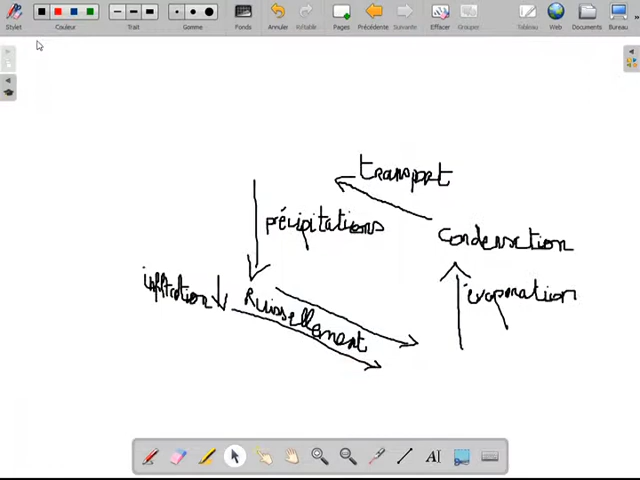 Stylet
Couleur
Trait
Gomme
Fonds
Annuler
Rétablir
Pages
Précédente
Suivante
Effacer
Groupes
Tableau
Web
Documents
Bureau
transport
précipitations
Condensation
infiltration
Ruissellement
évaporation